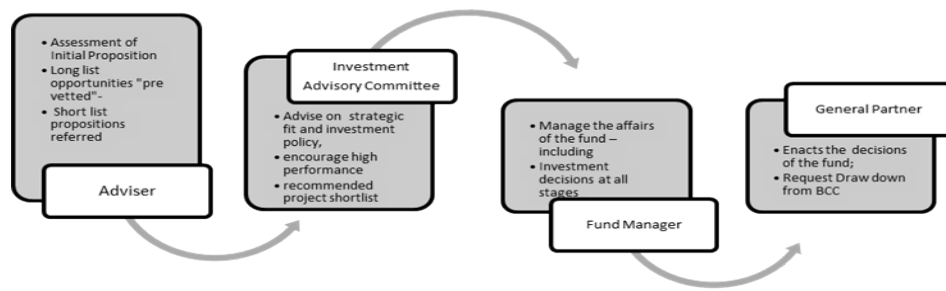 • Assessment of
Initial Proposition
• Long list
opportunities "pre
vetted"-
• Short list
propositions
referred
Adviser
Investment
Advisory Committee
• Advise on strategic
fit and investment
policy,
• encourage high
performance
• recommended
project shortlist
• Manage the affairs
of the fund –
including
• Investment
decisions at all
stages
Fund Manager
General Partner
• Enacts the decisions
of the fund;
• Request Draw down
from BCC